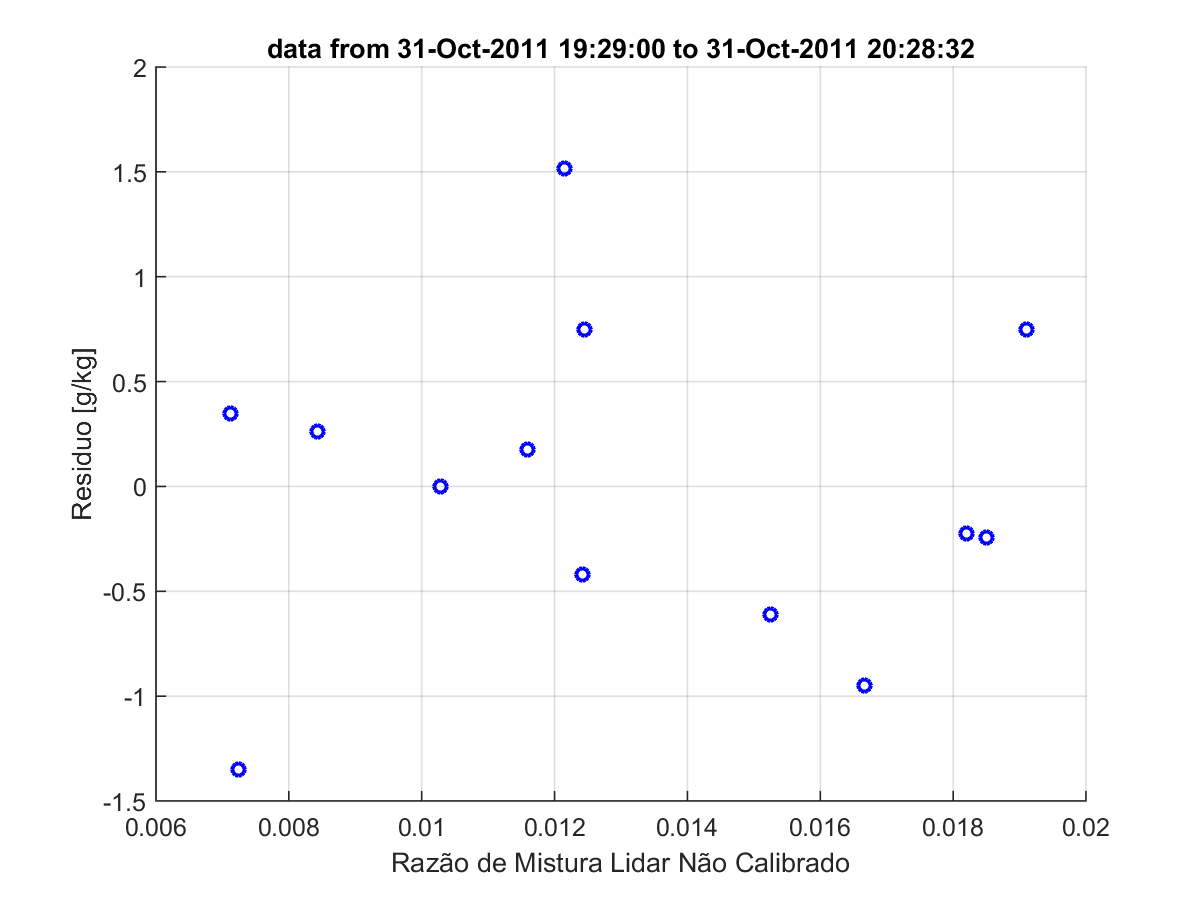 data from 31-Oct-2011 19:29:00 to 31-Oct-2011 20:28:32
2
1.5
1
0.5
0
-0.5
-1
-1.5
Residuo [g/kg]
0.006 0.008 0.01 0.012 0.014 0.016 0.018 0.02
Razão de Mistura Lidar Não Calibrado